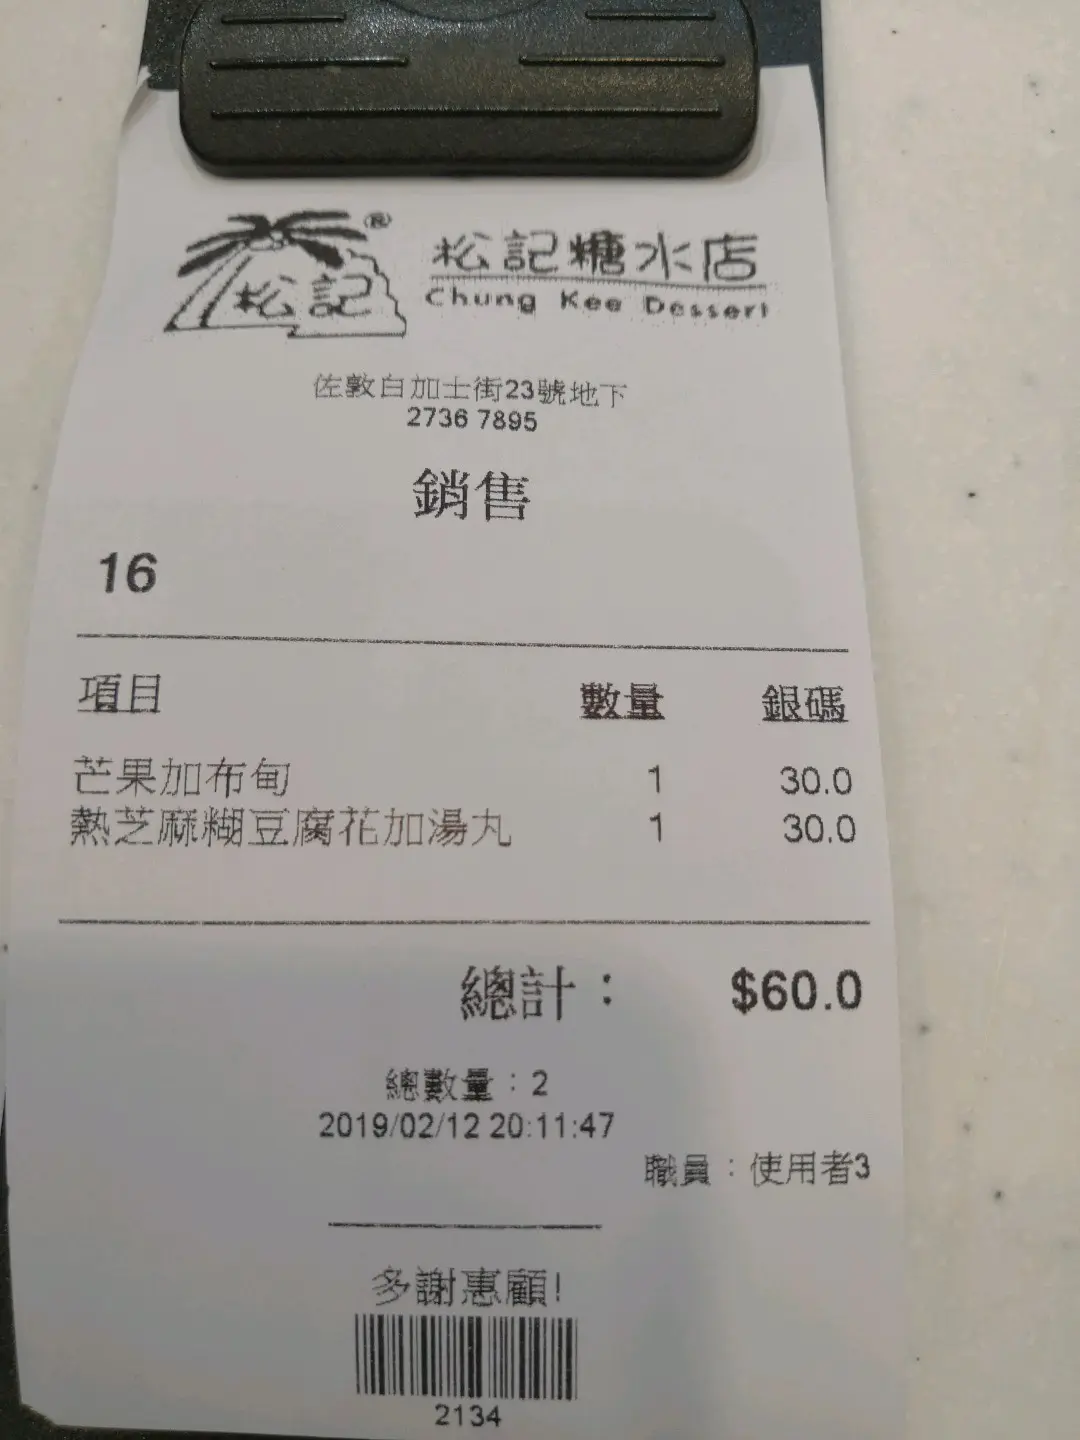 松記®
松記糖水店
Chung Kee Dessert
佐敦白加士街23號地下
2736 7895
銷售
16
項目 數量 銀碼
芒果加布甸 1 30.0
熱芝麻糊豆腐花加湯丸 1 30.0
總計： $60.0
總數量：2
2019/02/12 20:11:47
職員：使用者3
多謝惠顧!
2134